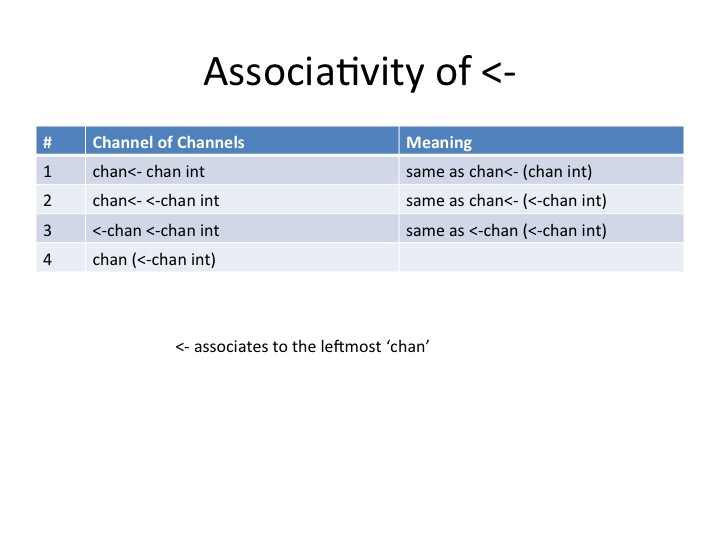 Associativity of <-
# Channel of Channels Meaning
1 chan<- chan int same as chan<- (chan int)
2 chan<- <-chan int same as chan<- (<-chan int)
3 <-chan <-chan int same as <-chan (<-chan int)
4 chan (<-chan int)
<- associates to the leftmost ‘chan’